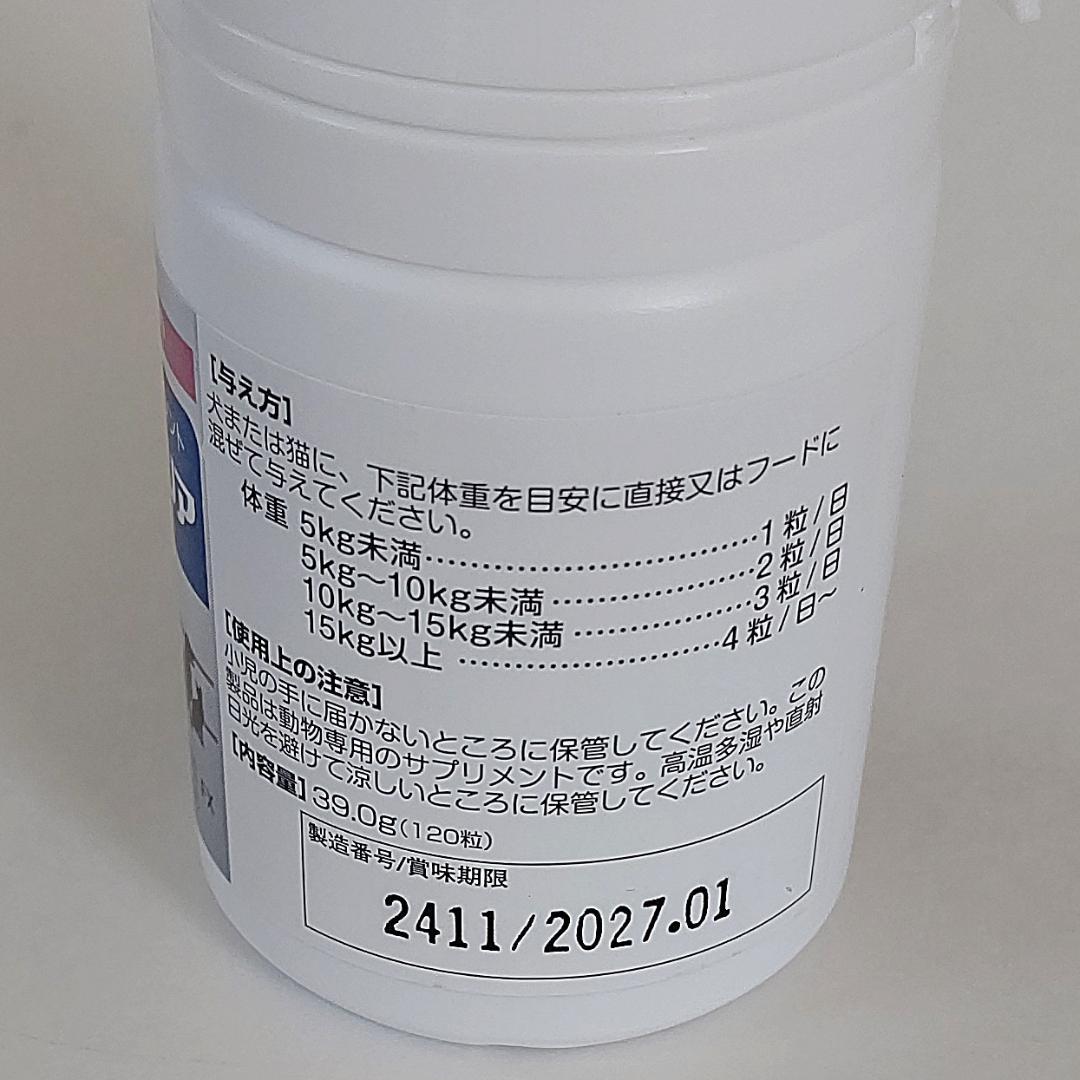 [与え方]
犬または猫に、下記体重を目安に直接又はフードに
混ぜて与えてください。
体重 5kg未満……………………………1粒/日
5kg〜10kg未満…………………2粒/日
10kg〜15kg未満………………3粒/日
15kg以上………………………4粒/日〜
[使用上の注意]
小児の手に届かないところに保管してください。この
製品は動物専用のサプリメントです。高温多湿や直射
日光を避けて涼しいところに保管してください。
[内容量] 39.0g(120粒)
製造番号/賞味期限
2411/2027.01
ント